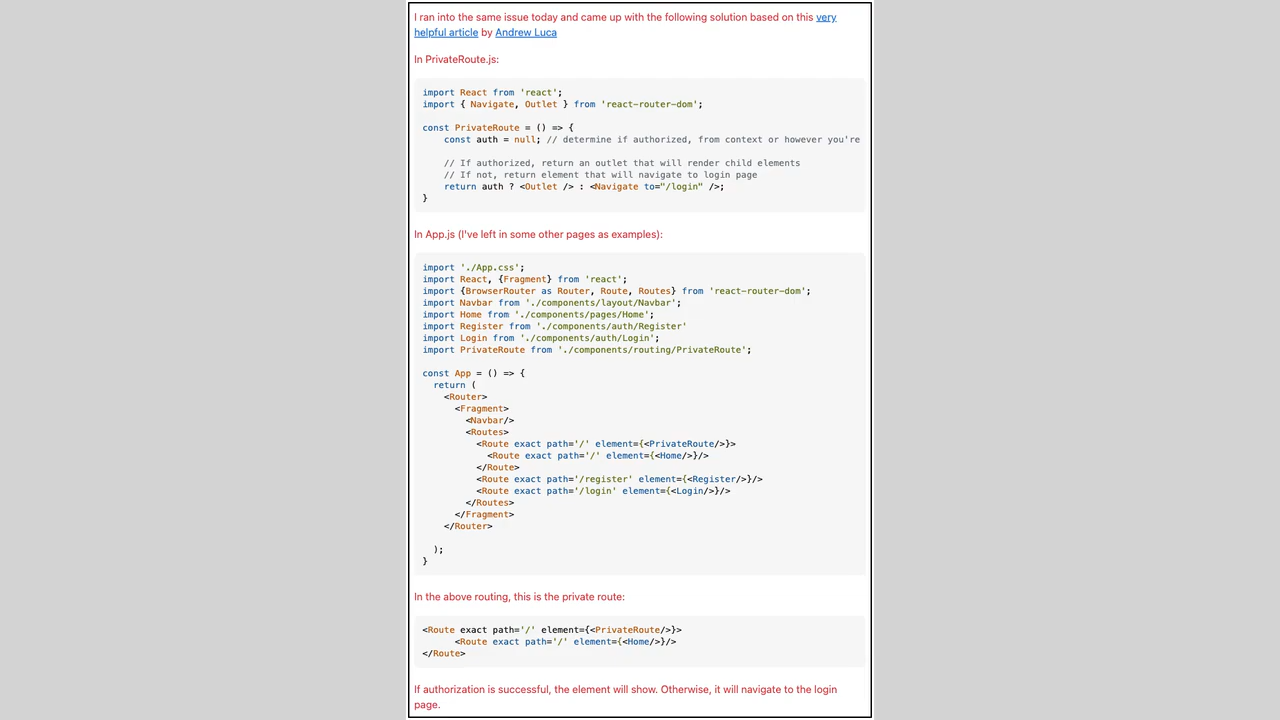 I ran into the same issue today and came up with the following solution based on this very
helpful article by Andrew Luca
In PrivateRoute.js:
import React from 'react';
import { Navigate, Outlet } from 'react-router-dom';
const PrivateRoute = () => {
    const auth = null; // determine if authorized, from context or however you're
    // If authorized, return an outlet that will render child elements
    // If not, return element that will navigate to login page
    return auth ? <Outlet /> : <Navigate to="/login" />;
}
In App.js (I've left in some other pages as examples):
import './App.css';
import React, {Fragment} from 'react';
import {BrowserRouter as Router, Route, Routes} from 'react-router-dom';
import Navbar from './components/layout/Navbar';
import Home from './components/pages/Home';
import Register from './components/auth/Register'
import Login from './components/auth/Login';
import PrivateRoute from './components/routing/PrivateRoute';
const App = () => {
  return (
    <Router>
      <Fragment>
        <Navbar/>
        <Routes>
          <Route exact path='/' element={<PrivateRoute/>}>
            <Route exact path='/' element={<Home/>}/>
          </Route>
          <Route exact path='/register' element={<Register/>}/>
          <Route exact path='/login' element={<Login/>}/>
        </Routes>
      </Fragment>
    </Router>
  );
}
In the above routing, this is the private route:
<Route exact path='/' element={<PrivateRoute/>}>
      <Route exact path='/' element={<Home/>}/>
</Route>
If authorization is successful, the element will show. Otherwise, it will navigate to the login
page.